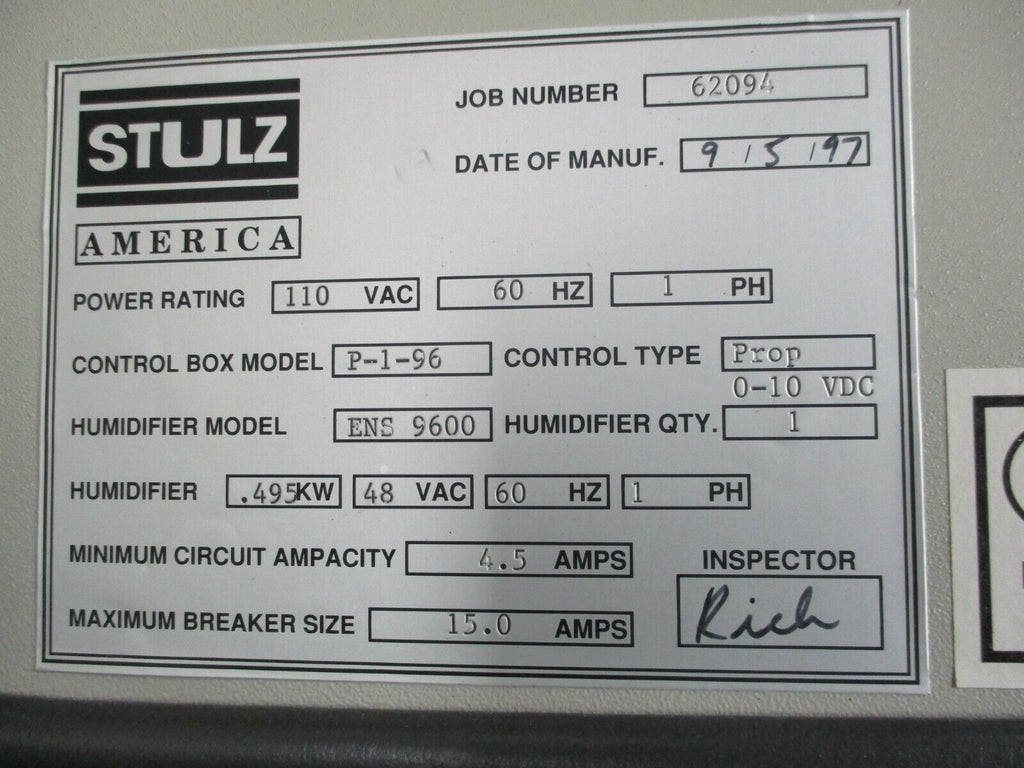 STULZ
AMERICA
JOB NUMBER 62094
DATE OF MANUF. 9/5/97
POWER RATING 110 VAC 60 HZ 1 PH
CONTROL BOX MODEL P-1-96 CONTROL TYPE Prop
0-10 VDC
HUMIDIFIER MODEL ENS 9600 HUMIDIFIER QTY. 1
HUMIDIFIER .495KW 48 VAC 60 HZ 1 PH
MINIMUM CIRCUIT AMPACITY 4.5 AMPS
INSPECTOR
Rich
MAXIMUM BREAKER SIZE 15.0 AMPS